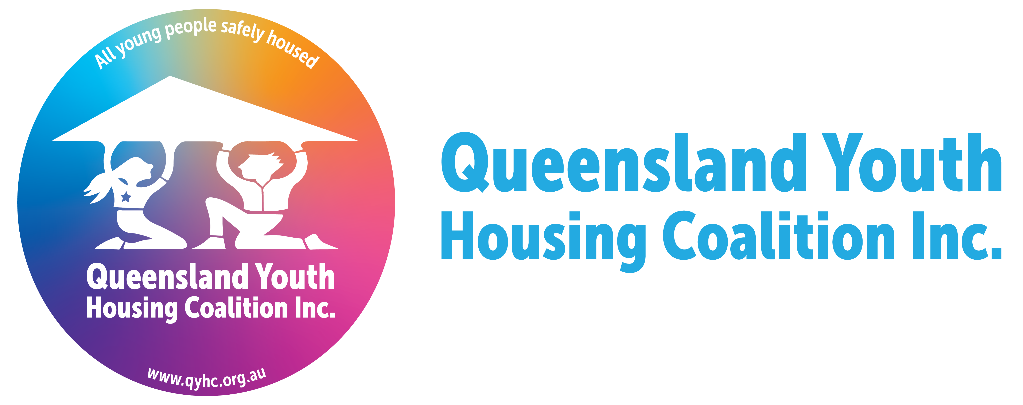 All young people safely housed
Queensland Youth
Housing Coalition Inc.
www.qyhc.org.au
Queensland Youth
Housing Coalition Inc.